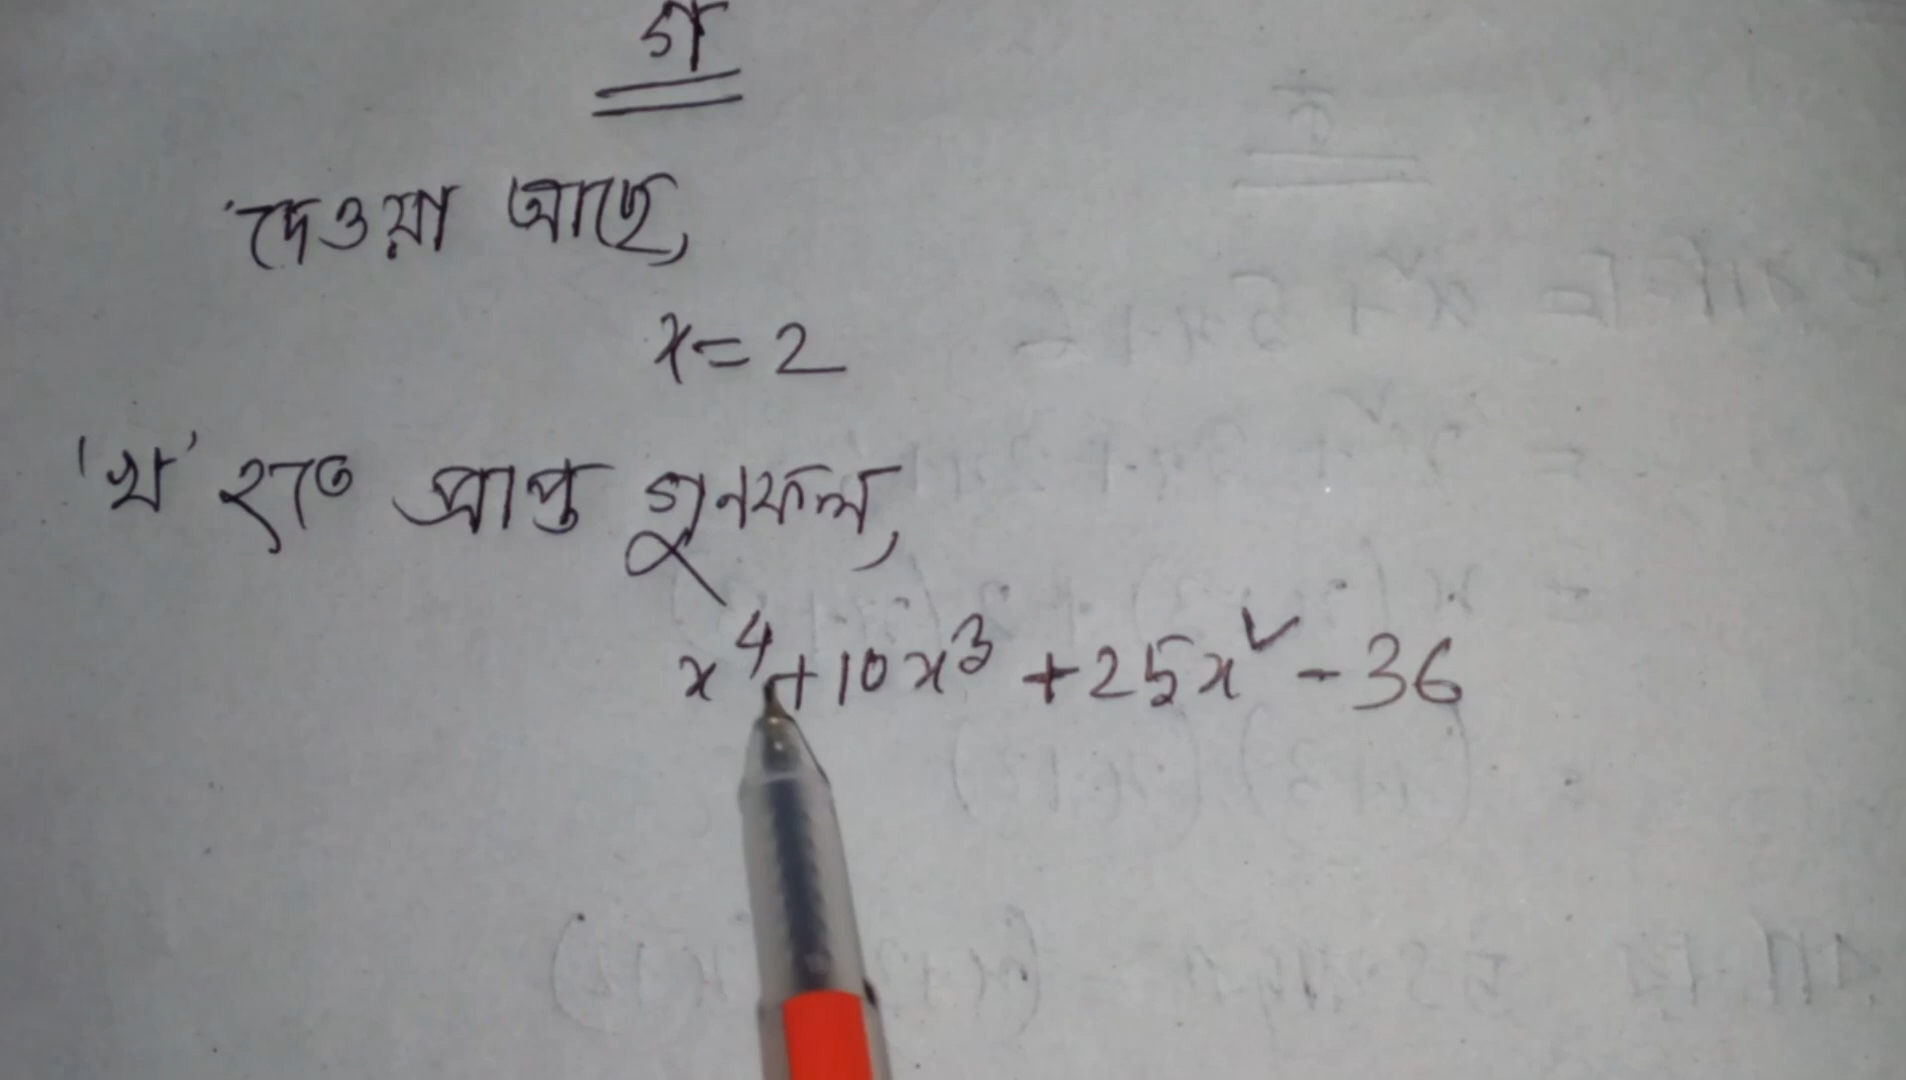 গ
দেওয়া আছে,
x = 2
'খ' হতে প্রাপ্ত গুনফল,
x⁴+10x³ +25x² -36